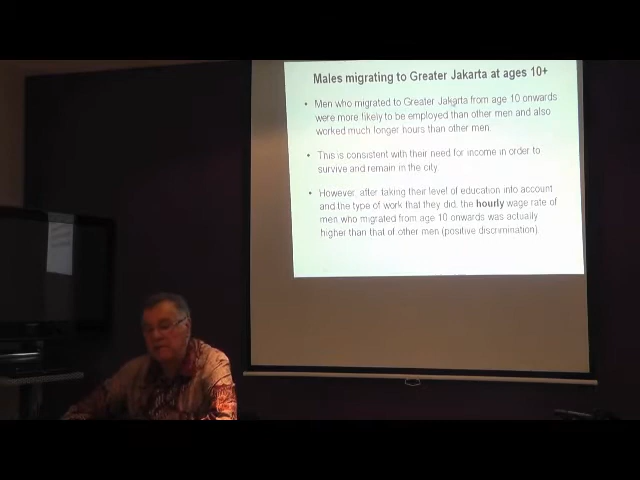 Males migrating to Greater Jakarta at ages 10+
• Men who migrated to Greater Jakarta from age 10 onwards
were more likely to be employed than other men and also
worked much longer hours than other men.
• This is consistent with their need for income in order to
survive and remain in the city
• However, after taking their level of education into account
and the type of work that they did, the hourly wage rate of
men who migrated from age 10 onwards was actually
higher than that of other men (positive discrimination).